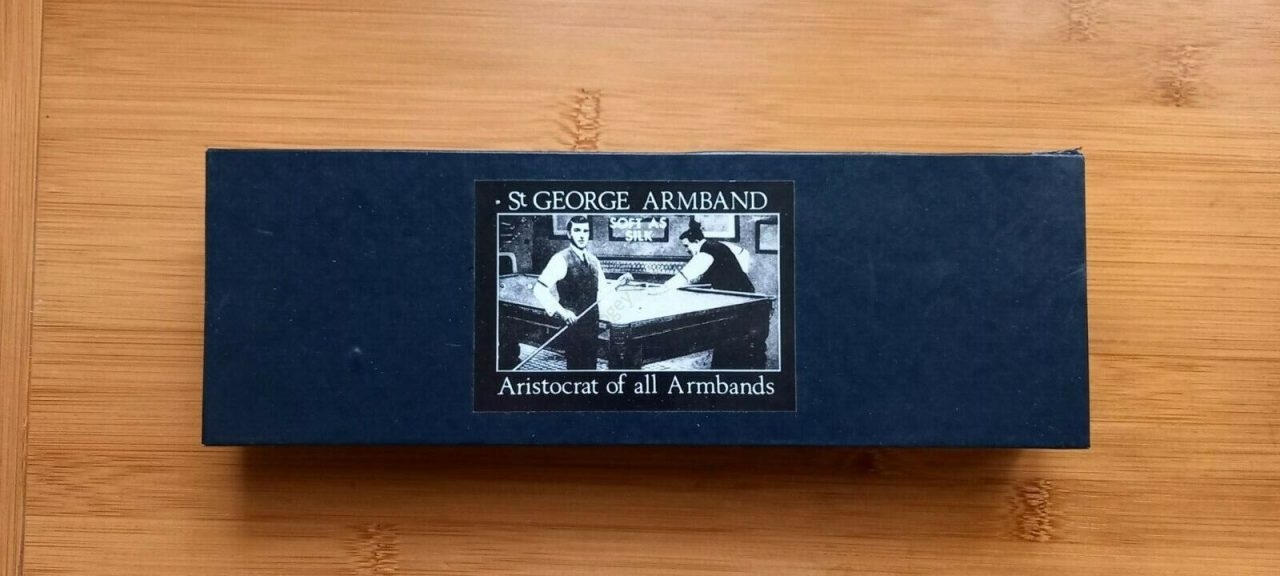 St GEORGE ARMBAND
SOFT AS
SILK
Aristocrat of all Armbands